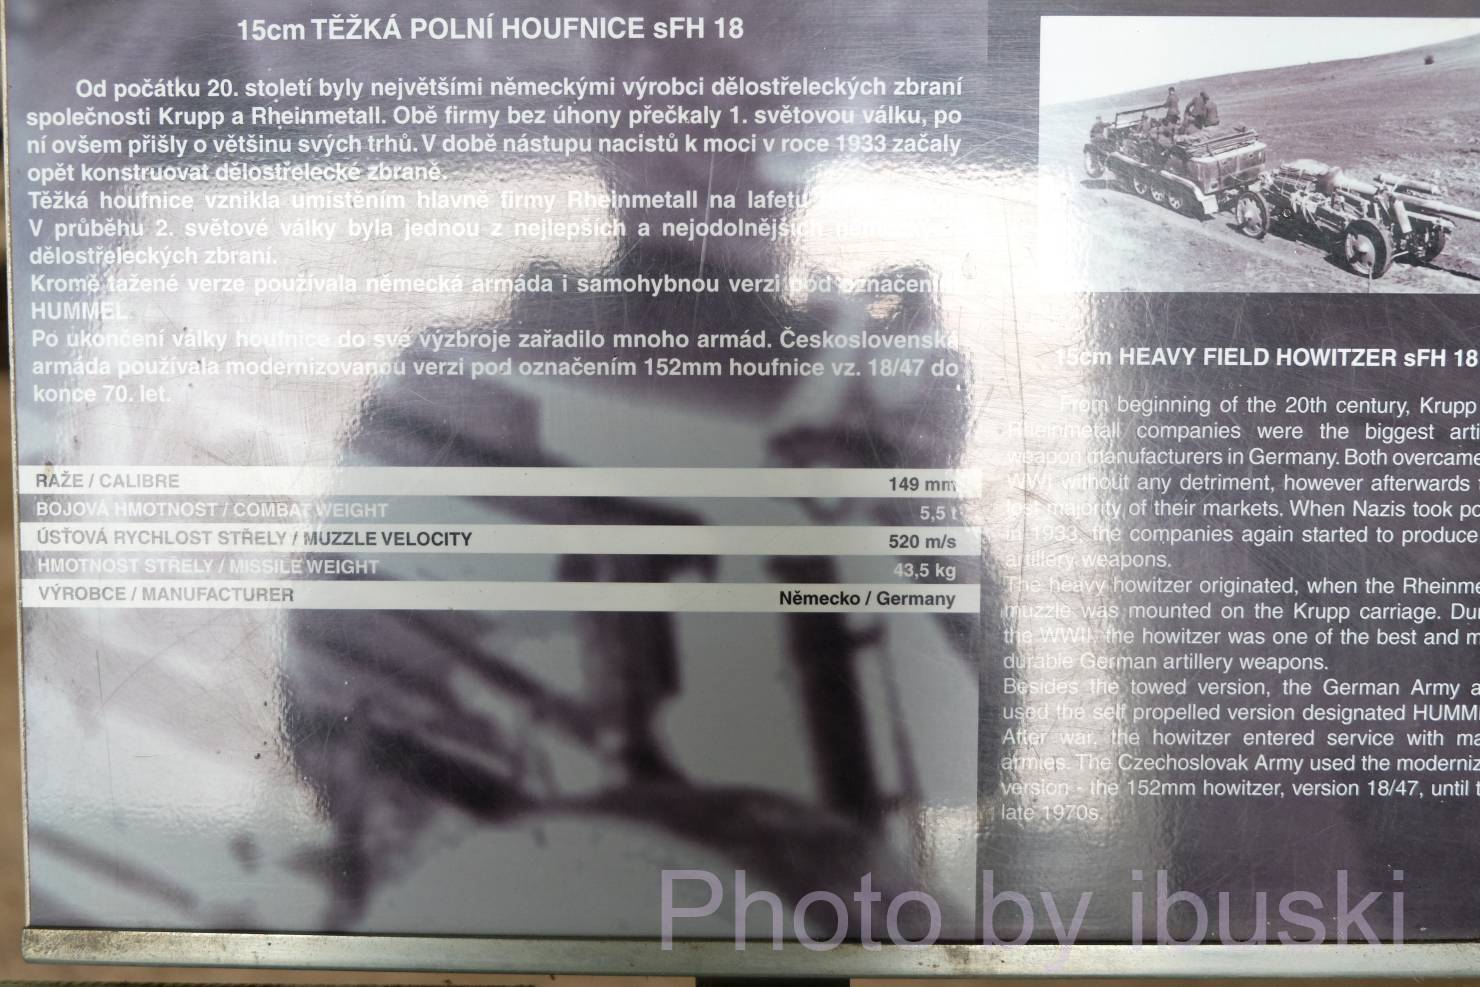 15cm TĚŽKÁ POLNÍ HOUFNICE sFH 18
Od počátku 20. století byly největšími německými výrobci dělostřeleckých zbraní
společnosti Krupp a Rheinmetall. Obě firmy bez úhony přečkaly 1. světovou válku, po
ní ovšem přišly o většinu svých trhů. V době nástupu nacistů k moci v roce 1933 začaly
opět konstruovat dělostřelecké zbraně.
Těžká houfnice vznikla umístěním hlavně firmy Rheinmetall na lafetu
V průběhu 2. světové války byla jednou z nejlepších a nejodolnějších
dělostřeleckých zbraní.
Kromě tažené verze používala německá armáda i samohybnou verzi pod označením
HUMMEL.
Po ukončení války houfnice do své výzbroje zařadilo mnoho armád. Československá
armáda používala modernizovanou verzi pod označením 152mm houfnice vz. 18/47 do
konce 70. let.
RÁŽE / CALIBRE 149 mm
BOJOVÁ HMOTNOST / COMBAT WEIGHT 5,5 t
ÚSŤOVÁ RYCHLOST STŘELY / MUZZLE VELOCITY 520 m/s
HMOTNOST STŘELY / MISSILE WEIGHT 43,5 kg
VÝROBCE / MANUFACTURER Německo / Germany
15cm HEAVY FIELD HOWITZER sFH 18
From beginning of the 20th century, Krupp
Rheinmetall companies were the biggest arti
weapon manufacturers in Germany. Both overcame
WWI without any detriment, however afterwards
lost majority of their markets. When Nazis took po
in 1933, the companies again started to produce
artillery weapons.
The heavy howitzer originated, when the Rheinme
muzzle was mounted on the Krupp carriage. Dur
the WWII, the howitzer was one of the best and m
durable German artillery weapons.
Besides the towed version, the German Army a
used the self propelled version designated HUMM
After war, the howitzer entered service with ma
armies. The Czechoslovak Army used the moderniz
version - the 152mm howitzer, version 18/47, until t
late 1970s.
Photo by ibuski